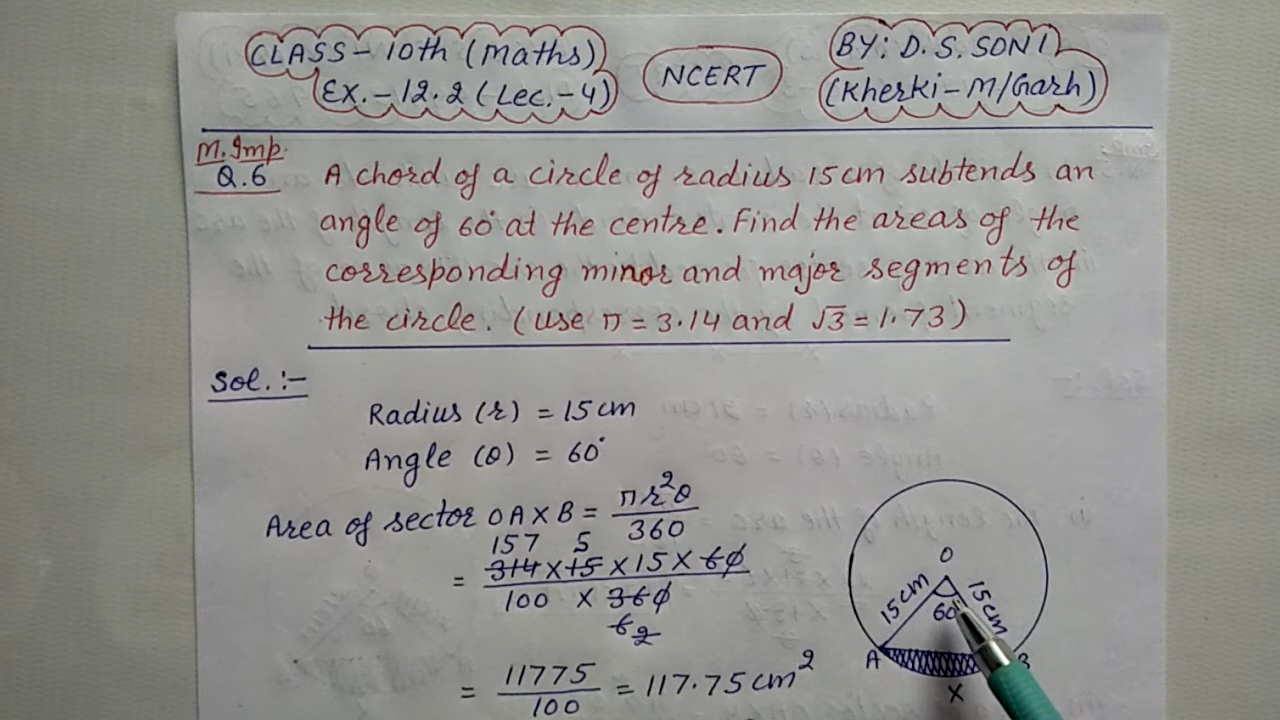 CLASS-10th (Maths)
EX.-12.2 (Lec.-4)
NCERT
BY: D.S.SONI
(Kherki-M/Garh)
M.Imp.
Q.6
A chord of a circle of radius 15cm subtends an
angle of 60° at the centre. Find the areas of the
corresponding minor and major segments of
the circle. (Use π = 3.14 and √3 = 1.73)
Sol.:-
Radius (r) = 15cm
Angle (θ) = 60°
Area of sector OAXB = πr²θ
360
157 5
= 314 x 15 x 15 x 60
100 x 360
6 2
= 11775
100
= 117.75 cm²
O
15cm
60
15cm
A
B
X